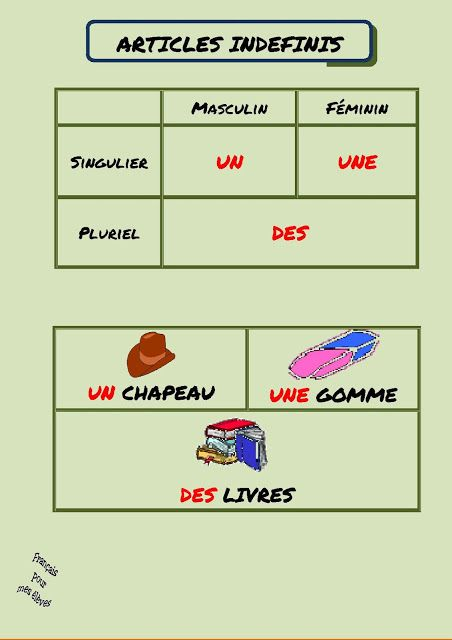 ARTICLES INDEFINIS
MASCULIN FÉMININ
SINGULIER UN UNE
PLURIEL DES
UN CHAPEAU UNE GOMME
DES LIVRES
français
pour
mes élèves